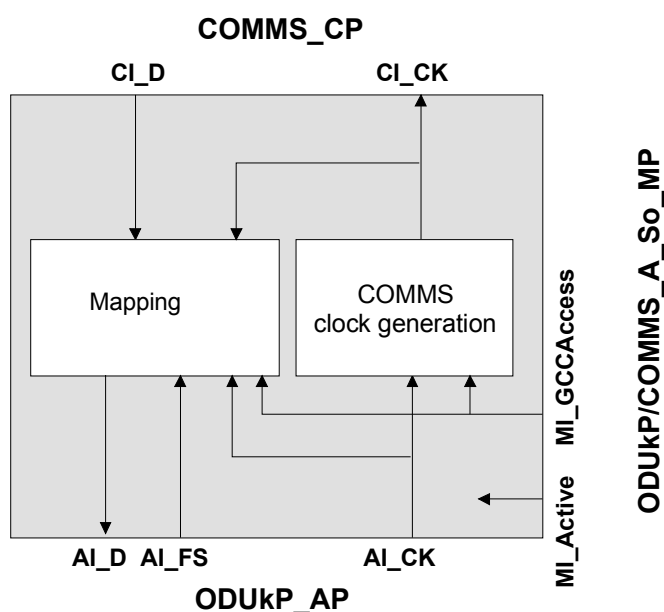 COMMS_CP
CI_D CI_CK
Mapping
COMMS
clock generation
MI_GCCAccess
MI_Active
ODUkP/COMMS_A_So_MP
AI_D AI_FS AI_CK
ODUkP_AP